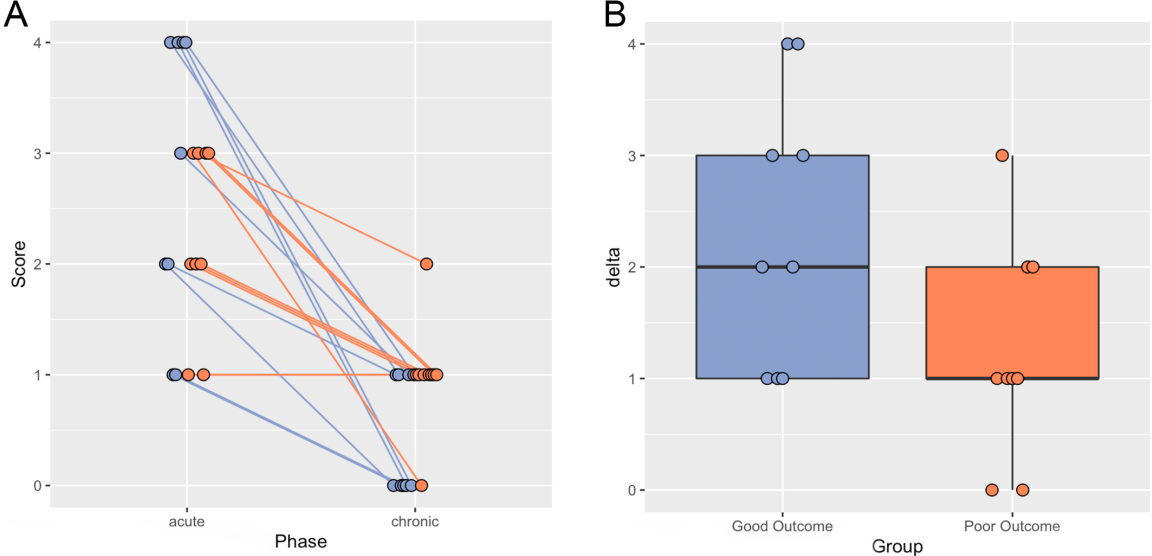 A
B
4
3
2
1
0
Score
acute
chronic
Phase
4
3
2
1
0
delta
Good Outcome
Poor Outcome
Group